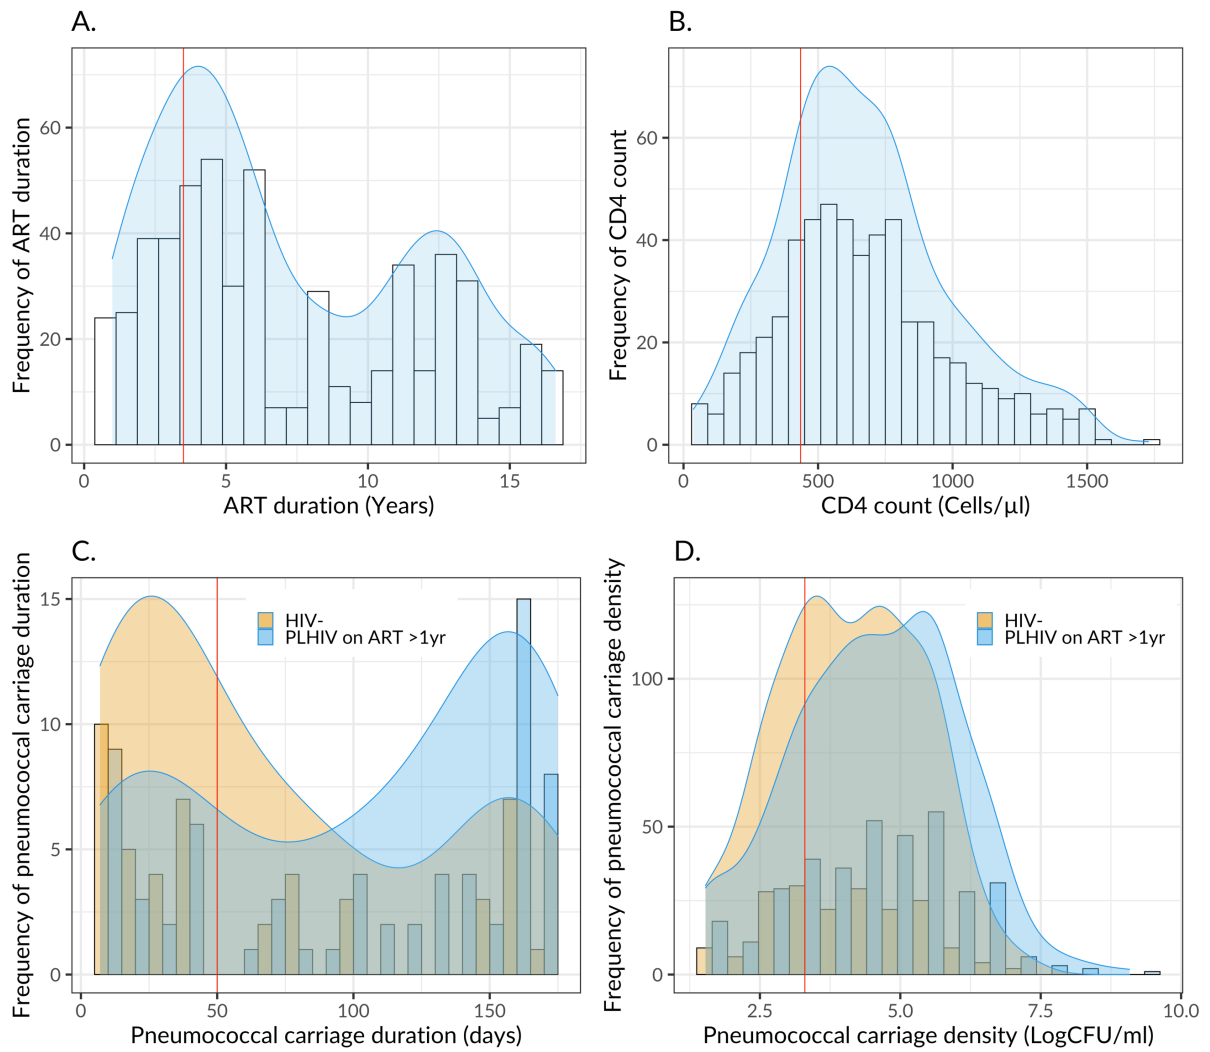 A.
Frequency of ART duration
60
40
20
0
0 5 10 15
ART duration (Years)
B.
Frequency of CD4 count
60
40
20
0
0 500 1000 1500
CD4 count (Cells/µl)
C.
Frequency of pneumococcal carriage duration
15
10
5
0
HIV-
PLHIV on ART >1yr
0 50 100 150
Pneumococcal carriage duration (days)
D.
Frequency of pneumococcal carriage density
100
50
0
HIV-
PLHIV on ART >1yr
2.5 5.0 7.5 10.0
Pneumococcal carriage density (LogCFU/ml)